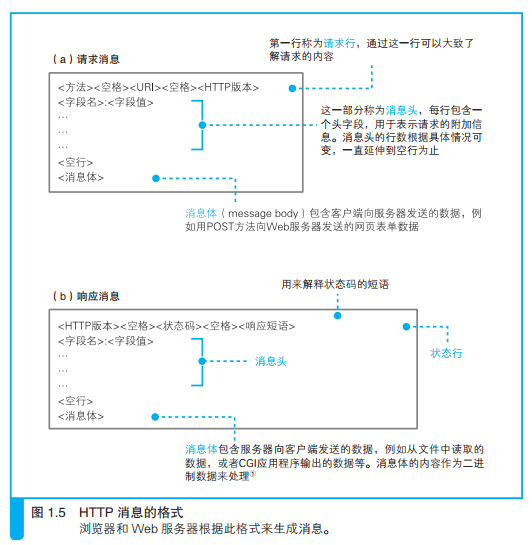 第一行称为请求行，通过这一行可以大致了
解请求的内容
（a）请求消息
<方法><空格><URI><空格><HTTP版本>
<字段名>:<字段值>
…
…
…
<空行>
<消息体>
这一部分称为消息头，每行包含一
个头字段，用于表示请求的附加信
息。消息头的行数根据具体情况可
变，一直延伸到空行为止
消息体（message body）包含客户端向服务器发送的数据，例
如用POST方法向Web服务器发送的网页表单数据
用来解释状态码的短语
（b）响应消息
<HTTP版本><空格><状态码><空格><响应短语>
<字段名>:<字段值>
…
…
…
<空行>
<消息体>
状态行
消息头
消息体包含服务器向客户端发送的数据，例如从文件中读取的
数据，或者CGI应用程序输出的数据等。消息体的内容作为二进
制数据来处理①
图 1.5 HTTP 消息的格式
浏览器和 Web 服务器根据此格式来生成消息。